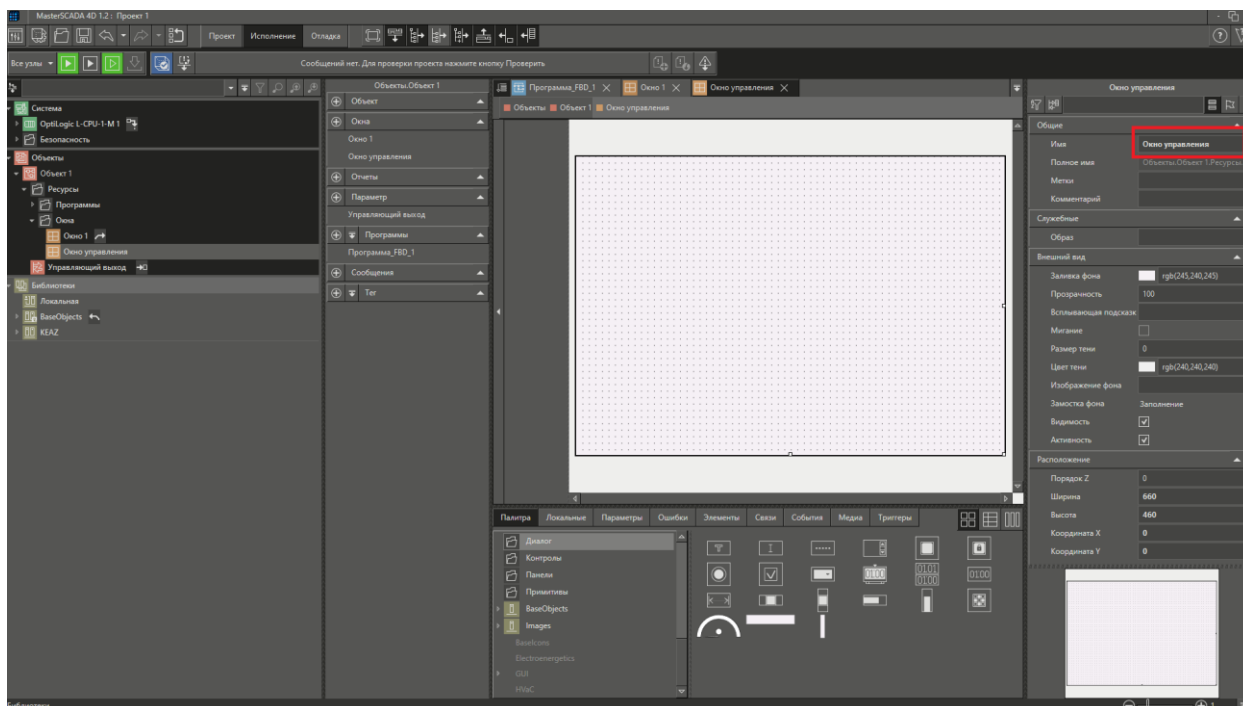 MasterSCADA 4D 1.2 : Проект 1
Проект Исполнение Отладка
Все узлы
Сообщений нет. Для проверки проекта нажмите кнопку Проверить
Система
OptiLogic L-CPU-1-M 1
Безопасность
Объекты
Объект 1
Ресурсы
Программы
Окна
Окно 1
Окно управления
Управляющий выход
Библиотеки
Локальная
BaseObjects
KEAZ
Объекты.Объект 1
Объект
Окна
Окно 1
Окно управления
Отчеты
Параметр
Управляющий выход
Программы
Программа_FBD_1
Сообщения
Тег
Программа_FBD_1 Окно 1 Окно управления
Объекты Объект 1 Окно управления
Палитра Локальные Параметры Ошибки Элементы Связи События Медиа Триггеры
Диалог
Контролы
Панели
Примитивы
BaseObjects
Images
BaseIcons
Electroenergetics
GUI
HVaC
Окно управления
Общие
Имя Окно управления
Полное имя Объекты.Объект 1.Ресурсы.
Метки
Комментарий
Служебные
Образ
Внешний вид
Заливка фона rgb(245,240,245)
Прозрачность 100
Всплывающая подсказк
Мигание
Размер тени 0
Цвет тени rgb(240,240,240)
Изображение фона
Замостка фона Заполнение
Видимость
Активность
Расположение
Порядок Z 0
Ширина 660
Высота 460
Координата X 0
Координата Y 0